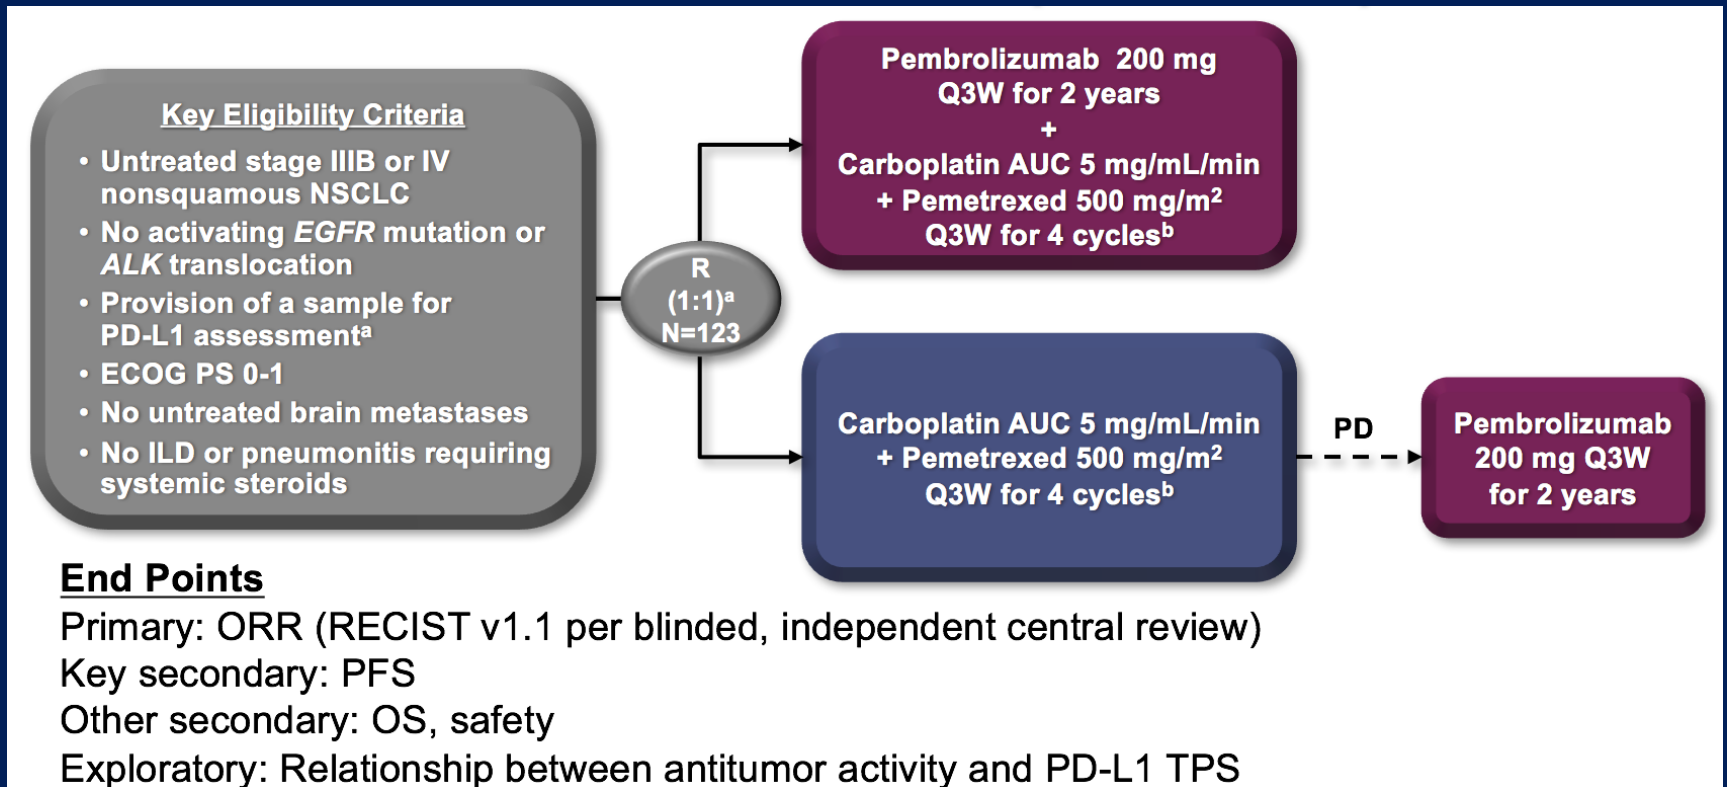 Key Eligibility Criteria
• Untreated stage IIIB or IV
nonsquamous NSCLC
• No activating EGFR mutation or
ALK translocation
• Provision of a sample for
PD-L1 assessmentᵃ
• ECOG PS 0-1
• No untreated brain metastases
• No ILD or pneumonitis requiring
systemic steroids
R
(1:1)ᵃ
N=123
Pembrolizumab 200 mg
Q3W for 2 years
+
Carboplatin AUC 5 mg/mL/min
+ Pemetrexed 500 mg/m²
Q3W for 4 cyclesᵇ
Carboplatin AUC 5 mg/mL/min
+ Pemetrexed 500 mg/m²
Q3W for 4 cyclesᵇ
PD
Pembrolizumab
200 mg Q3W
for 2 years
End Points
Primary: ORR (RECIST v1.1 per blinded, independent central review)
Key secondary: PFS
Other secondary: OS, safety
Exploratory: Relationship between antitumor activity and PD-L1 TPS